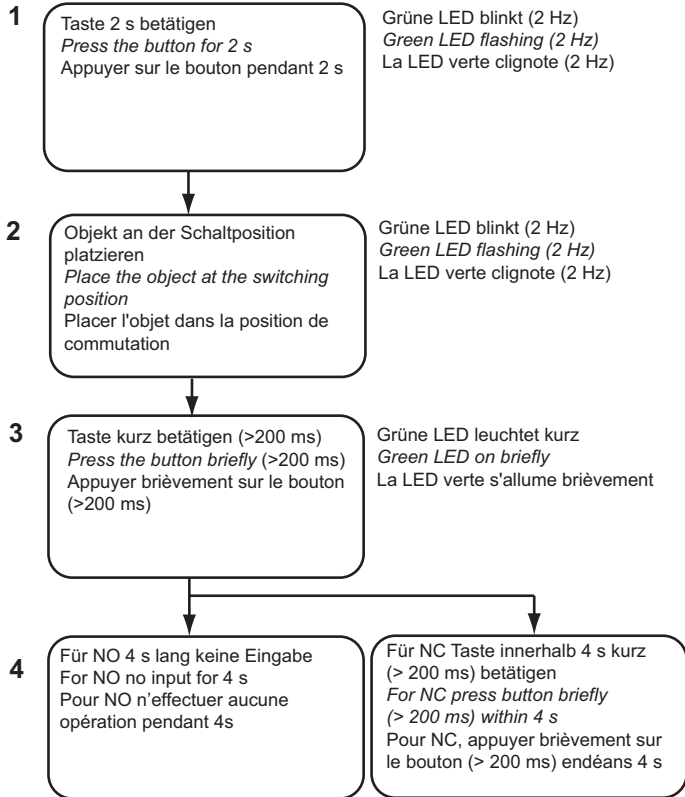 1
Taste 2 s betätigen
Press the button for 2 s
Appuyer sur le bouton pendant 2 s
Grüne LED blinkt (2 Hz)
Green LED flashing (2 Hz)
La LED verte clignote (2 Hz)
2
Objekt an der Schaltposition
platzieren
Place the object at the switching
position
Placer l'objet dans la position de
commutation
Grüne LED blinkt (2 Hz)
Green LED flashing (2 Hz)
La LED verte clignote (2 Hz)
3
Taste kurz betätigen (>200 ms)
Press the button briefly (>200 ms)
Appuyer brièvement sur le bouton
(>200 ms)
Grüne LED leuchtet kurz
Green LED on briefly
La LED verte s'allume brièvement
4
Für NO 4 s lang keine Eingabe
For NO no input for 4 s
Pour NO n’effectuer aucune
opération pendant 4s
Für NC Taste innerhalb 4 s kurz
(> 200 ms) betätigen
For NC press button briefly
(> 200 ms) within 4 s
Pour NC, appuyer brièvement sur
le bouton (> 200 ms) endéans 4 s